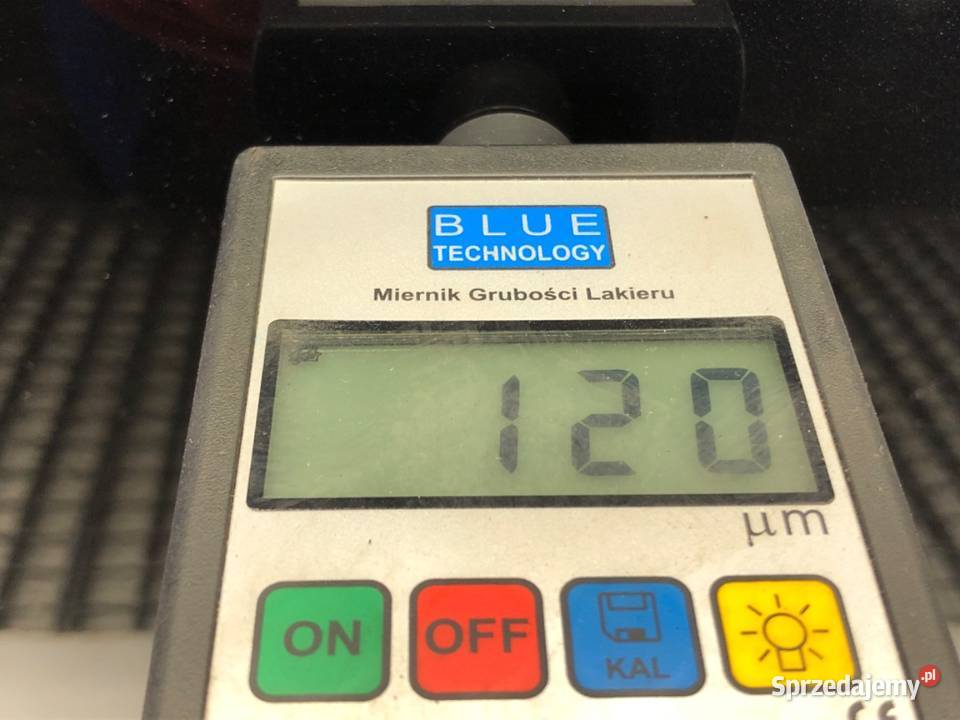 BLUE
TECHNOLOGY
Miernik Grubości Lakieru
120
µm
ON
OFF
KAL
Sprzedajemy.pl